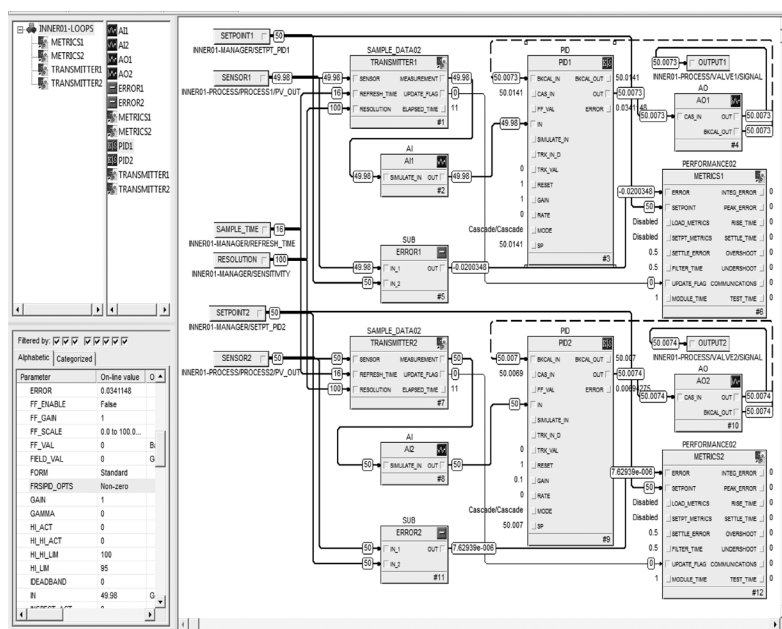 INNER01-LOOPS
METRICS1
METRICS2
TRANSMITTER1
TRANSMITTER2
AI1
AI2
AO1
AO2
ERROR1
ERROR2
METRICS1
METRICS2
PID1
PID2
TRANSMITTER1
TRANSMITTER2
Filtered by:
Alphabetic Categorized
Parameter On-line value O
ERROR 0.0341148
FF_ENABLE False
FF_GAIN 1
FF_SCALE 0.0 to 100.0...
FF_VAL 0 Ba
FIELD_VAL 0 G
FORM Standard
FRSIPID_OPTS Non-zero
GAIN 1
GAMMA 0
HI_ACT 0
HI_HI_ACT 0
HI_HI_LIM 100
HI_LIM 95
IDEADBAND 0
IN 49.98 G
SETPOINT1 50
INNER01-MANAGER/SETPT_PID1
SENSOR1 49.98
INNER01-PROCESS/PROCESS1/PV_OUT
SAMPLE_TIME 16
INNER01-MANAGER/REFRESH_TIME
RESOLUTION 100
INNER01-MANAGER/SENSITIVITY
SETPOINT2 50
INNER01-MANAGER/SETPT_PID2
SENSOR2 50
INNER01-PROCESS/PROCESS2/PV_OUT
SAMPLE_DATA02
TRANSMITTER1
49.98 SENSOR MEASUREMENT 49.98
16 REFRESH_TIME UPDATE_FLAG 0
100 RESOLUTION ELAPSED_TIME 11
#1
AI
AI1
49.98 SIMULATE_IN OUT 49.98
#2
SUB
ERROR1
49.98 IN_1 OUT -0.0200348
50 IN_2
#5
PID
PID1
50.0073 BKCAL_IN BKCAL_OUT 50.0141
50.0141 CAS_IN OUT 50.0073
FF_VAL ERROR 0.0341148
49.98 IN
SIMULATE_IN
TRK_IN_D
0 TRK_VAL
1 RESET
1 GAIN
0 RATE
Cascade/Cascade MODE
50.0141 SP
#3
50.0073 OUTPUT1
INNER01-PROCESS/VALVE1/SIGNAL
AO
AO1
50.0073 CAS_IN OUT 50.0073
BKCAL_OUT 50.0073
#4
PERFORMANCE02
METRICS1
-0.0200348 ERROR INTEG_ERROR 0
50 SETPOINT PEAK_ERROR 0
Disabled LOAD_METRICS RISE_TIME 0
Disabled SETPT_METRICS SETTLE_TIME 0
0.5 SETTLE_ERROR OVERSHOOT 0
0.5 FILTER_TIME UNDERSHOOT 0
0 UPDATE_FLAG COMMUNICATIONS 0
1 MODULE_TIME TEST_TIME 0
#6
SAMPLE_DATA02
TRANSMITTER2
50 SENSOR MEASUREMENT 50
16 REFRESH_TIME UPDATE_FLAG 0
100 RESOLUTION ELAPSED_TIME 11
#7
AI
AI2
50 SIMULATE_IN OUT 50
#8
SUB
ERROR2
50 IN_1 OUT 7.62939e-006
50 IN_2
#11
PID
PID2
50.007 BKCAL_IN BKCAL_OUT 50.007
50.0069 CAS_IN OUT 50.0074
FF_VAL ERROR
50 IN
SIMULATE_IN
TRK_IN_D
0 TRK_VAL
1 RESET
0.1 GAIN
0 RATE
Cascade/Cascade MODE
50.007 SP
#9
50.0074 OUTPUT2
INNER01-PROCESS/VALVE2/SIGNAL
AO
AO2
50.0074 CAS_IN OUT 50.0074
BKCAL_OUT 50.0074
#10
PERFORMANCE02
METRICS2
7.62939e-006 ERROR INTEG_ERROR 0
50 SETPOINT PEAK_ERROR 0
Disabled LOAD_METRICS RISE_TIME 0
Disabled SETPT_METRICS SETTLE_TIME 0
0.5 SETTLE_ERROR OVERSHOOT 0
0.5 FILTER_TIME UNDERSHOOT 0
0 UPDATE_FLAG COMMUNICATIONS 0
1 MODULE_TIME TEST_TIME 0
#12